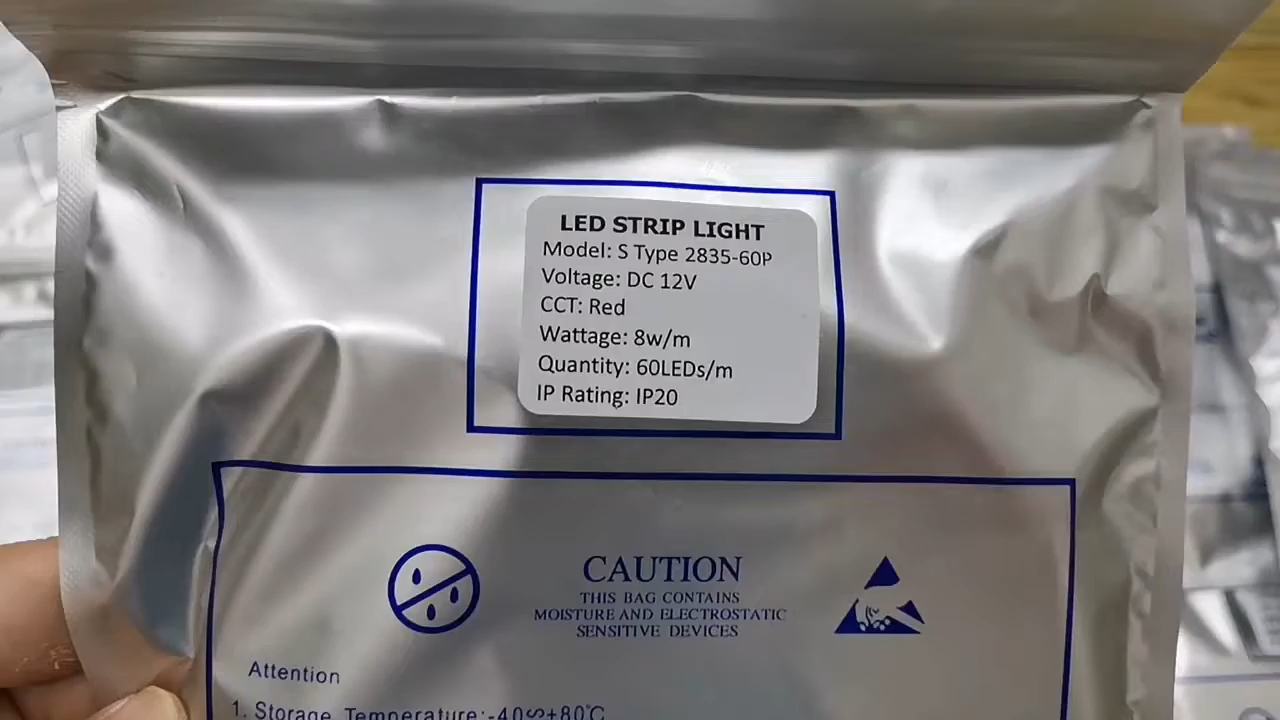 LED STRIP LIGHT
Model: S Type 2835-60P
Voltage: DC 12V
CCT: Red
Wattage: 8w/m
Quantity: 60LEDs/m
IP Rating: IP20
CAUTION
THIS BAG CONTAINS
MOISTURE AND ELECTROSTATIC
SENSITIVE DEVICES
Attention
1. Storage Temperature:-40∽+80℃